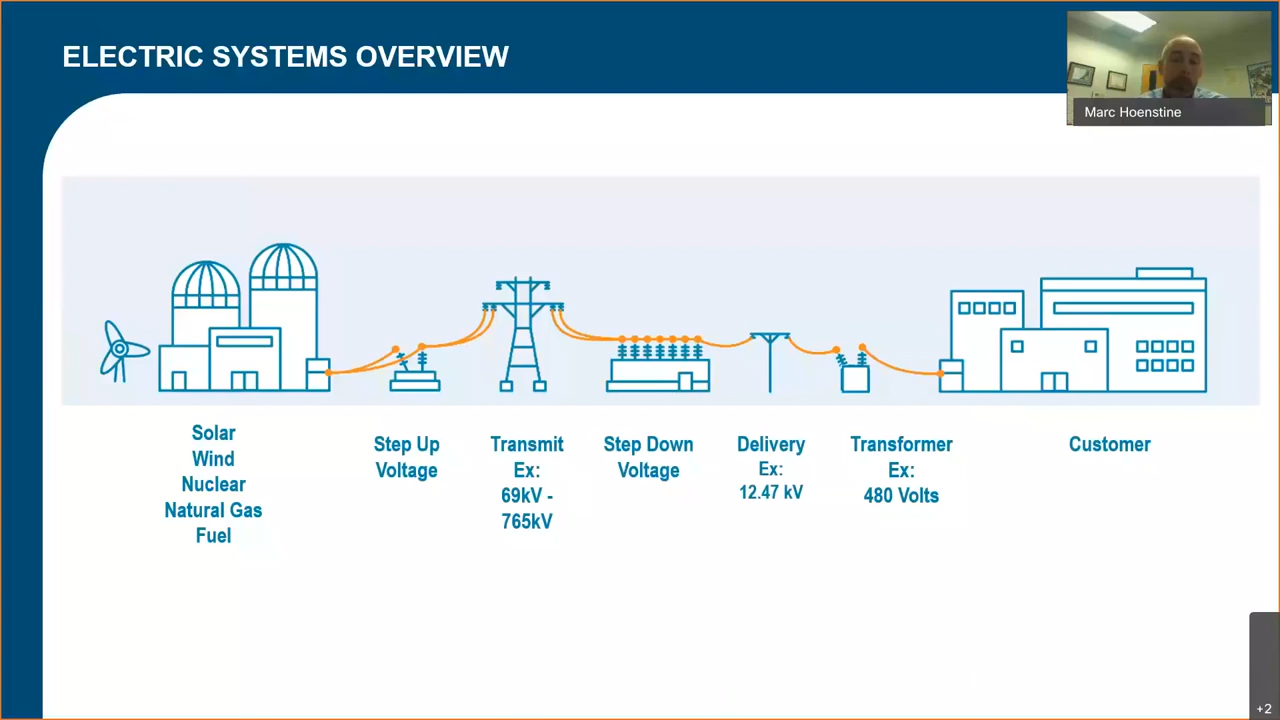 ELECTRIC SYSTEMS OVERVIEW
Marc Hoenstine
Solar
Wind
Nuclear
Natural Gas
Fuel
Step Up
Voltage
Transmit
Ex:
69kV -
765kV
Step Down
Voltage
Delivery
Ex:
12.47 kV
Transformer
Ex:
480 Volts
Customer
+2